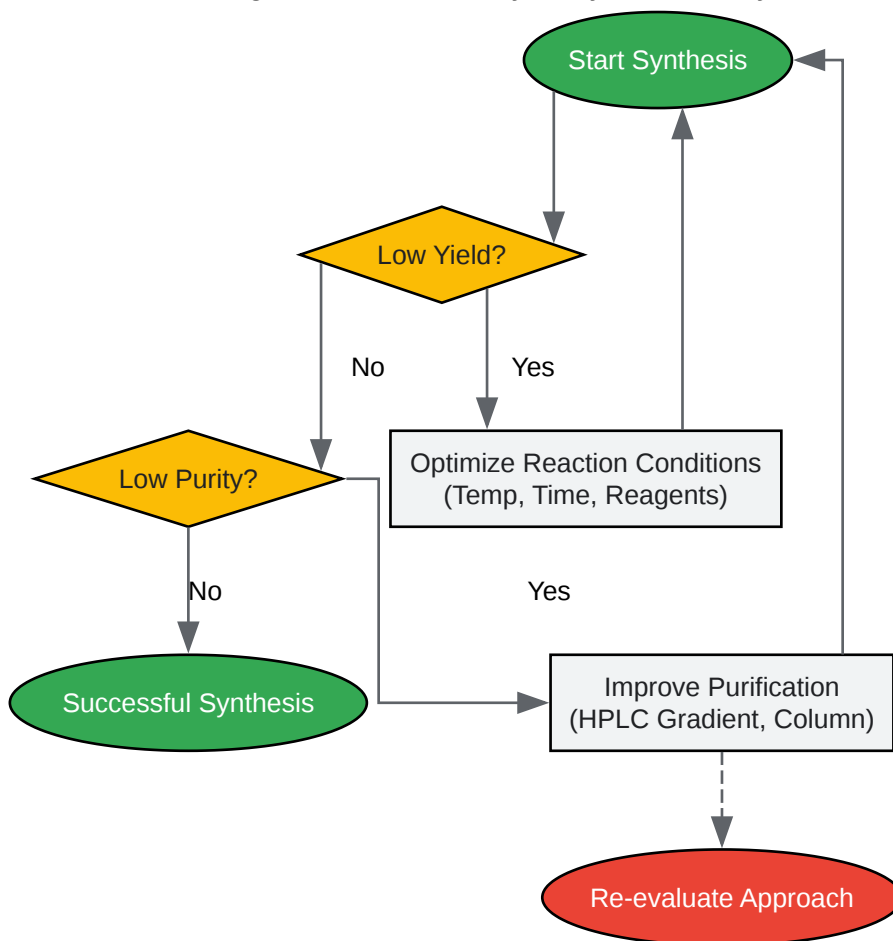 Start Synthesis
Low Yield?
No
Yes
Optimize Reaction Conditions
(Temp, Time, Reagents)
Low Purity?
No
Yes
Successful Synthesis
Improve Purification
(HPLC Gradient, Column)
Re-evaluate Approach